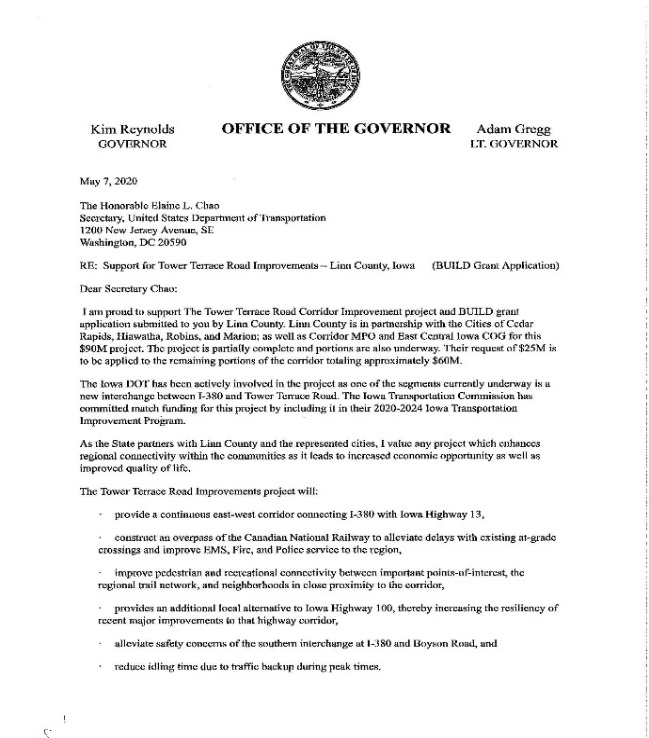 Kim Reynolds
GOVERNOR
OFFICE OF THE GOVERNOR
Adam Gregg
LT. GOVERNOR
May 7, 2020
The Honorable Elaine L. Chao
Secretary, United States Department of Transportation
1200 New Jersey Avenue, SE
Washington, DC 20590
RE: Support for Tower Terrace Road Improvements – Linn County, Iowa (BUILD Grant Application)
Dear Secretary Chao:
I am proud to support The Tower Terrace Road Corridor Improvement project and BUILD grant
application submitted to you by Linn County. Linn County is in partnership with the Cities of Cedar
Rapids, Hiawatha, Robins, and Marion; as well as Corridor MPO and East Central Iowa COG for this
$90M project. The project is partially complete and portions are also underway. Their request of $25M is
to be applied to the remaining portions of the corridor totaling approximately $60M.
The Iowa DOT has been actively involved in the project as one of the segments currently underway is a
new interchange between I-380 and Tower Terrace Road. The Iowa Transportation Commission has
committed match funding for this project by including it in their 2020-2024 Iowa Transportation
Improvement Program.
As the State partners with Linn County and the represented cities, I value any project which enhances
regional connectivity within the communities as it leads to increased economic opportunity as well as
improved quality of life.
The Tower Terrace Road Improvements project will:
· provide a continuous east-west corridor connecting I-380 with Iowa Highway 13,
· construct an overpass of the Canadian National Railway to alleviate delays with existing at-grade
crossings and improve EMS, Fire, and Police service to the region,
· improve pedestrian and recreational connectivity between important points-of-interest, the
regional trail network, and neighborhoods in close proximity to the corridor,
· provides an additional local alternative to Iowa Highway 100, thereby increasing the resiliency of
recent major improvements to that highway corridor,
· alleviate safety concerns of the southern interchange at I-380 and Boyson Road, and
· reduce idling time due to traffic backup during peak times.